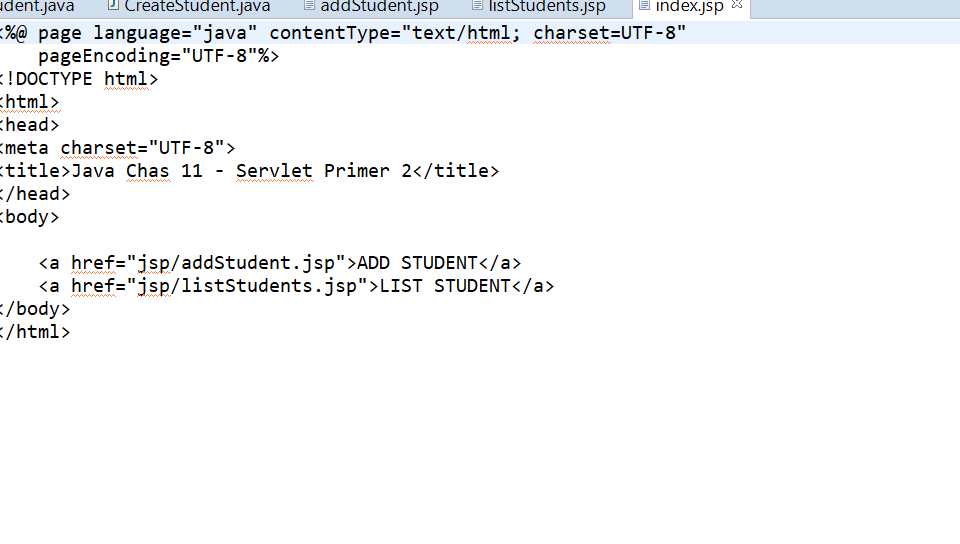 udent.java CreateStudent.java addStudent.jsp listStudents.jsp index.jsp
<%@ page language="java" contentType="text/html; charset=UTF-8"
pageEncoding="UTF-8"%>
<!DOCTYPE html>
<html>
<head>
<meta charset="UTF-8">
<title>Java Chas 11 - Servlet Primer 2</title>
</head>
<body>
<a href="jsp/addStudent.jsp">ADD STUDENT</a>
<a href="jsp/listStudents.jsp">LIST STUDENT</a>
</body>
</html>